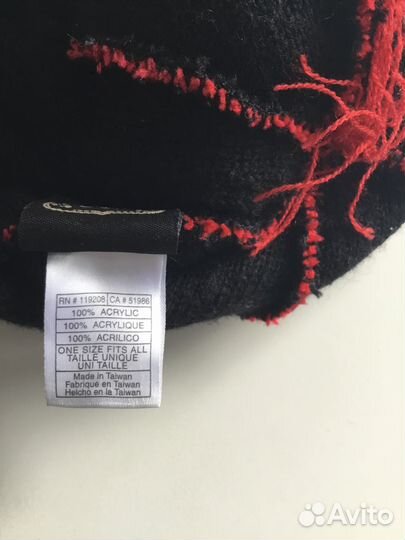 RN # 119208 CA # 51986
100% ACRYLIC
100% ACRYLIQUE
100% ACRILICO
ONE SIZE FITS ALL
TAILLE UNIQUE
UNI TAILLE
Made in Taiwan
Fabrique en Taiwan
Helcho en Taiwan
Avito